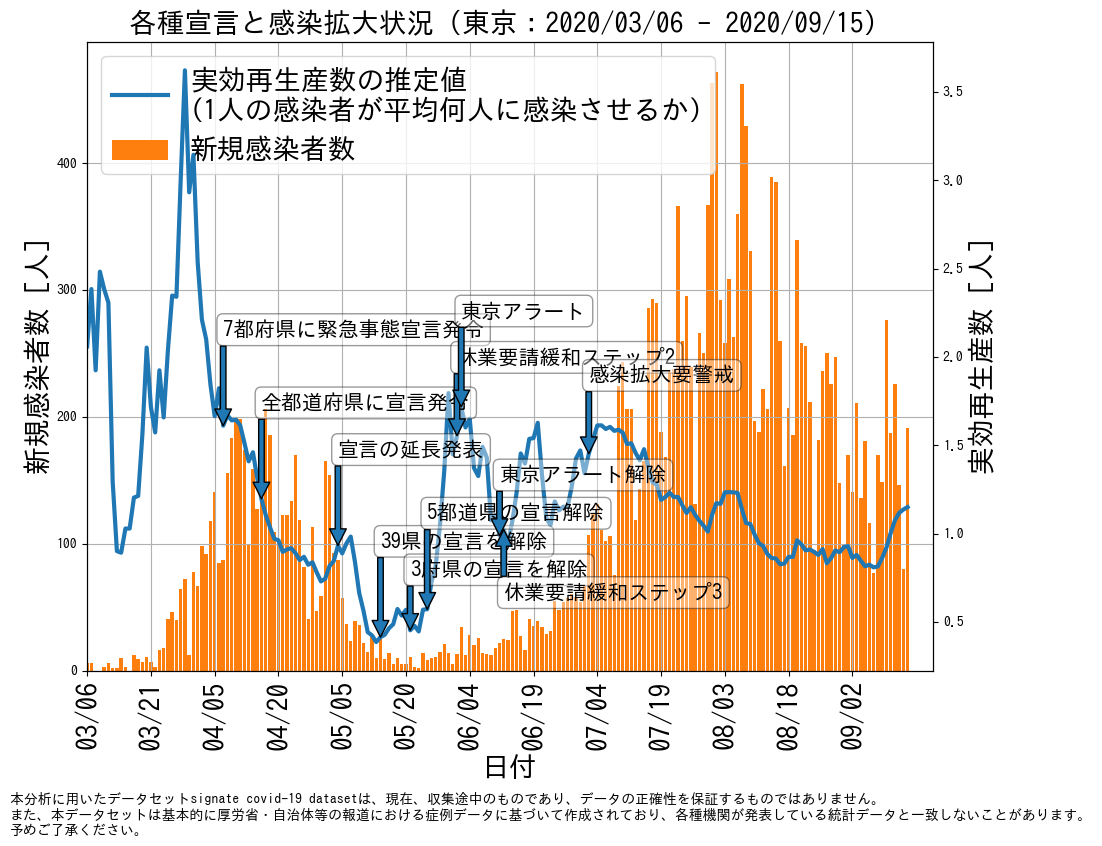 各種宣言と感染拡大状況 (東京：2020/03/06 - 2020/09/15)
実効再生産数の推定値
(1人の感染者が平均何人に感染させるか)
新規感染者数
新規感染者数 [人]
400
300
200
100
0
3.5
3.0
2.5
2.0
1.5
1.0
0.5
実効再生産数 [人]
東京アラート
7都府県に緊急事態宣言発令
休業要請緩和ステップ2
感染拡大要警戒
全都道府県に宣言発令
宣言の延長発表
東京アラート解除
5都道県の宣言解除
39県の宣言を解除
3府県の宣言を解除
休業要請緩和ステップ3
03/06
03/21
04/05
04/20
05/05
05/20
06/04
06/19
07/04
07/19
08/03
08/18
09/02
日付
本分析に用いたデータセットsignate covid-19 datasetは、現在、収集途中のものであり、データの正確性を保証するものではありません。
また、本データセットは基本的に厚労省・自治体等の報道における症例データに基づいて作成されており、各種機関が発表している統計データと一致しないことがあります。
予めご了承ください。